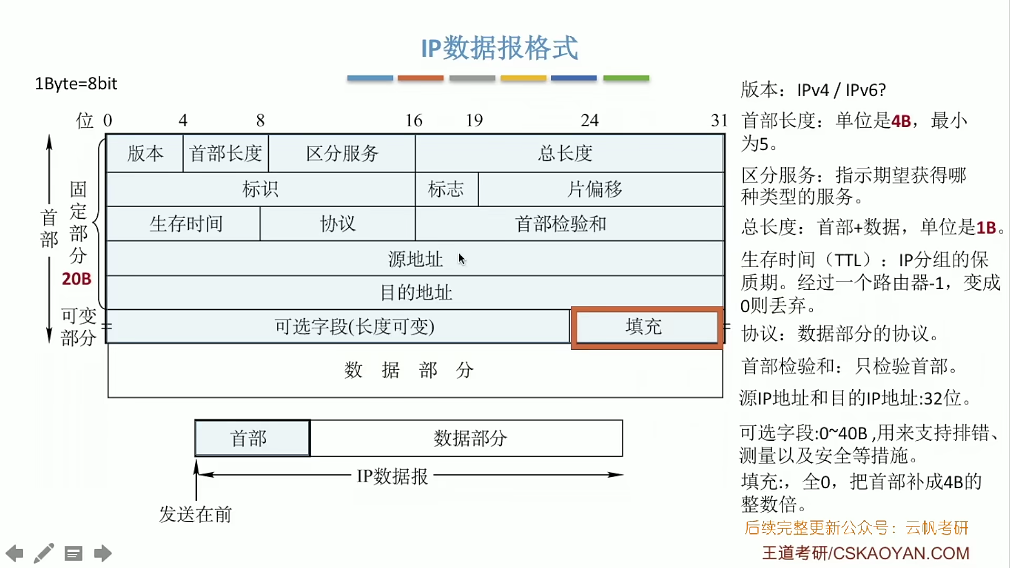 IP数据报格式
1Byte=8bit
位 0 4 8 16 19 24 31
版本 首部长度 区分服务 总长度
标识 标志 片偏移
生存时间 协议 首部检验和
源地址
目的地址
可选字段(长度可变) 填充
数 据 部 分
首部
固定部分
20B
可变
部分
首部 数据部分
IP数据报
发送在前
版本：IPv4 / IPv6?
首部长度：单位是4B，最小
为5。
区分服务：指示期望获得哪
种类型的服务。
总长度：首部+数据，单位是1B。
生存时间（TTL）：IP分组的保
质期。经过一个路由器-1，变成
0则丢弃。
协议：数据部分的协议。
首部检验和：只检验首部。
源IP地址和目的IP地址:32位。
可选字段:0~40B ,用来支持排错、
测量以及安全等措施。
填充:，全0，把首部补成4B的
整数倍。
后续完整更新公众号：云帆考研
王道考研/CSKAOYAN.COM